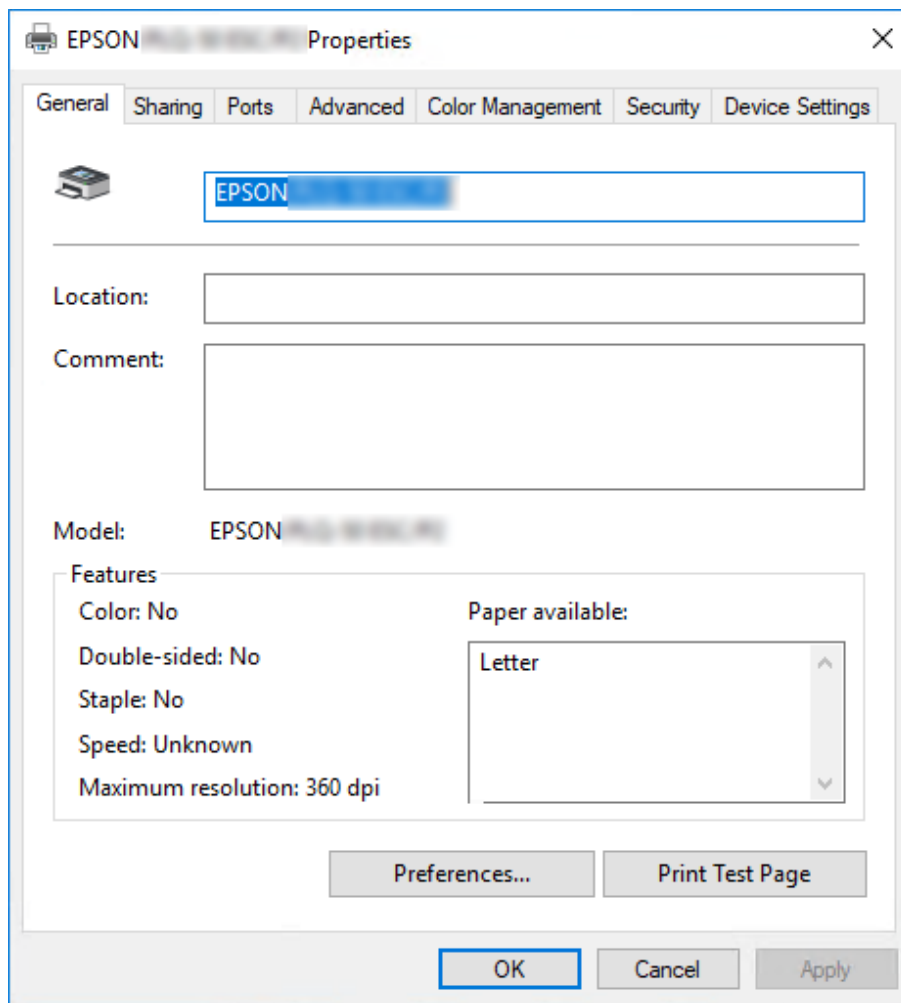 EPSON Properties
General Sharing Ports Advanced Color Management Security Device Settings
EPSON
Location:
Comment:
Model: EPSON
Features
Color: No
Double-sided: No
Staple: No
Speed: Unknown
Maximum resolution: 360 dpi
Paper available:
Letter
Preferences... Print Test Page
OK Cancel Apply